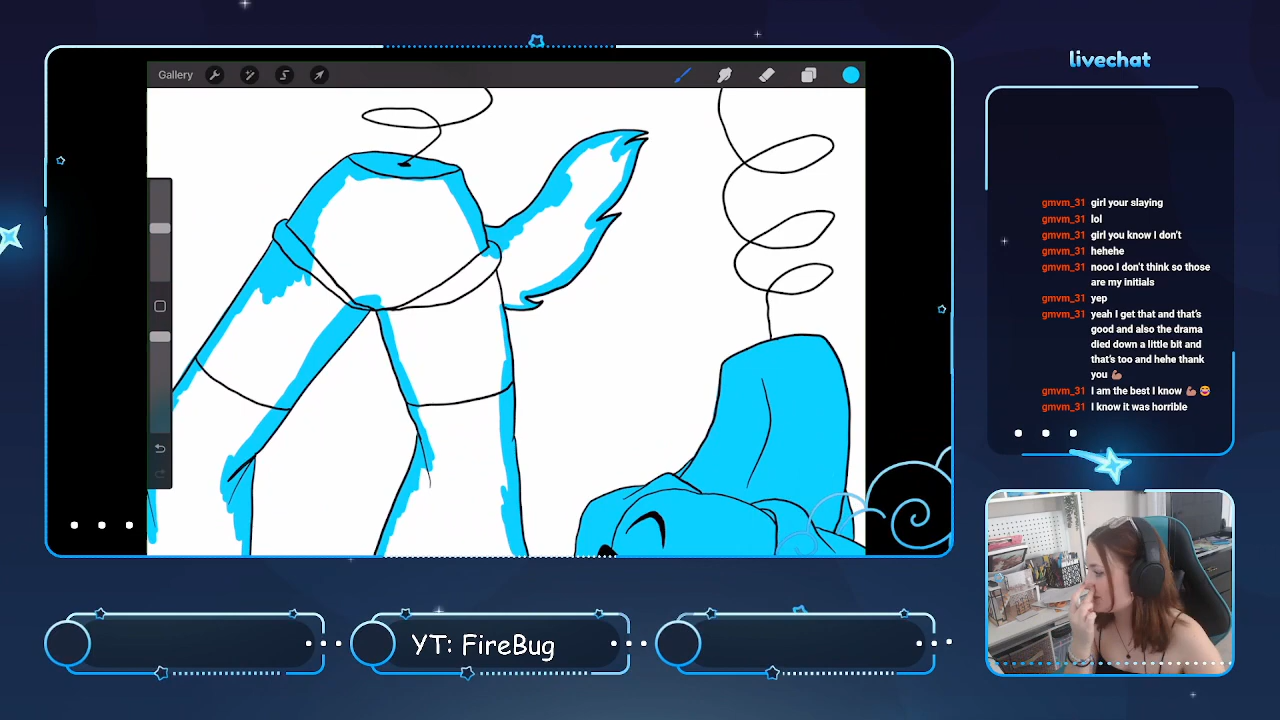 livechat
Gallery
gmvm_31 girl your slaying
gmvm_31 lol
gmvm_31 girl you know I don't
gmvm_31 hehehe
gmvm_31 nooo I don't think so those
are my initials
gmvm_31 yep
gmvm_31 yeah I get that and that's
good and also the drama
died down a little bit and
that's too and hehe thank
you 💪🏽
gmvm_31 I am the best I know 💪🏽 🥰
gmvm_31 I know it was horrible
YT: FireBug